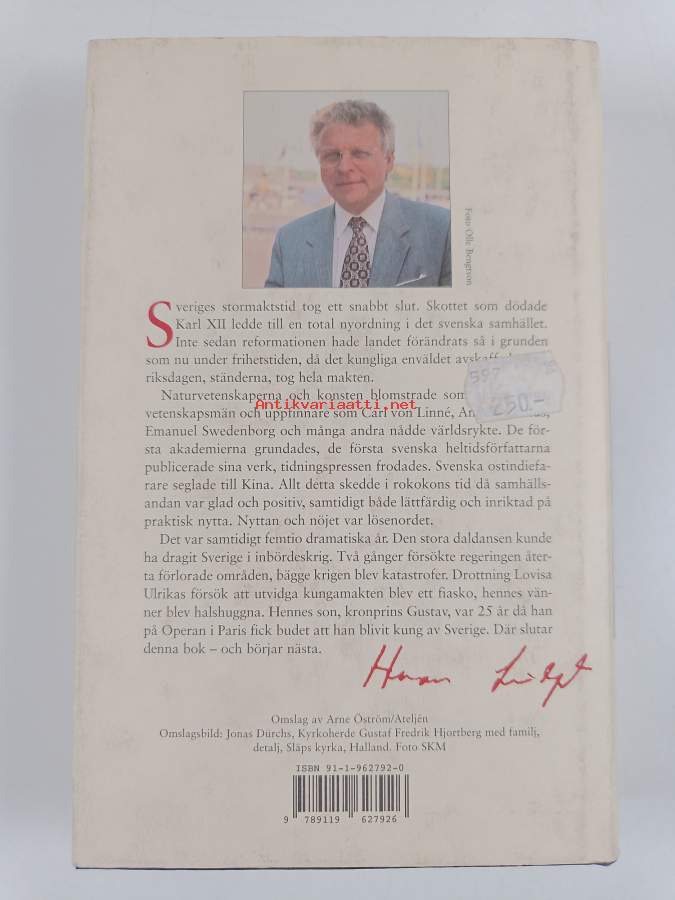 Foto Olle Bengtson
Sveriges stormaktstid tog ett snabbt slut. Skottet som dödade
Karl XII ledde till en total nyordning i det svenska samhället.
Inte sedan reformationen hade landet förändrats så i grunden
som nu under frihetstiden, då det kungliga enväldet
riksdagen, ständerna, tog hela makten.
Naturvetenskaperna och konsten blomstrade
vetenskapsmän och uppfinnare som Carl von Linné,
Emanuel Swedenborg och många andra nådde världsrykte. De för-
sta akademierna grundades, de första svenska heltidsförfattarna
publicerade sina verk, tidningspressen frodades. Svenska ostindiefa-
rare seglade till Kina. Allt detta skedde i rokokons tid då samhälls-
andan var glad och positiv, samtidigt både lättfärdig och inriktad på
praktisk nytta. Nyttan och nöjet var lösenordet.
Det var samtidigt femtio dramatiska år. Den stora daldansen kunde
ha dragit Sverige i inbördeskrig. Två gånger försökte regeringen åter-
ta förlorade områden, bägge krigen blev katastrofer. Drottning Lovisa
Ulrikas försök att utvidga kungamakten blev ett fiasko, hennes vän-
ner blev halshuggna. Hennes son, kronprins Gustav, var 25 år då han
på Operan i Paris fick budet att han blivit kung av Sverige. Där slutar
denna bok – och börjar nästa.
597
250.-
Antikvariaatti.net
Omslag av Arne Öström/Ateljén
Omslagsbild: Jonas Dürchs, Kyrkoherde Gustaf Fredrik Hjortberg med familj,
detalj, Släps kyrka, Halland. Foto SKM
ISBN 91-1-962792-0
9 789119 627926